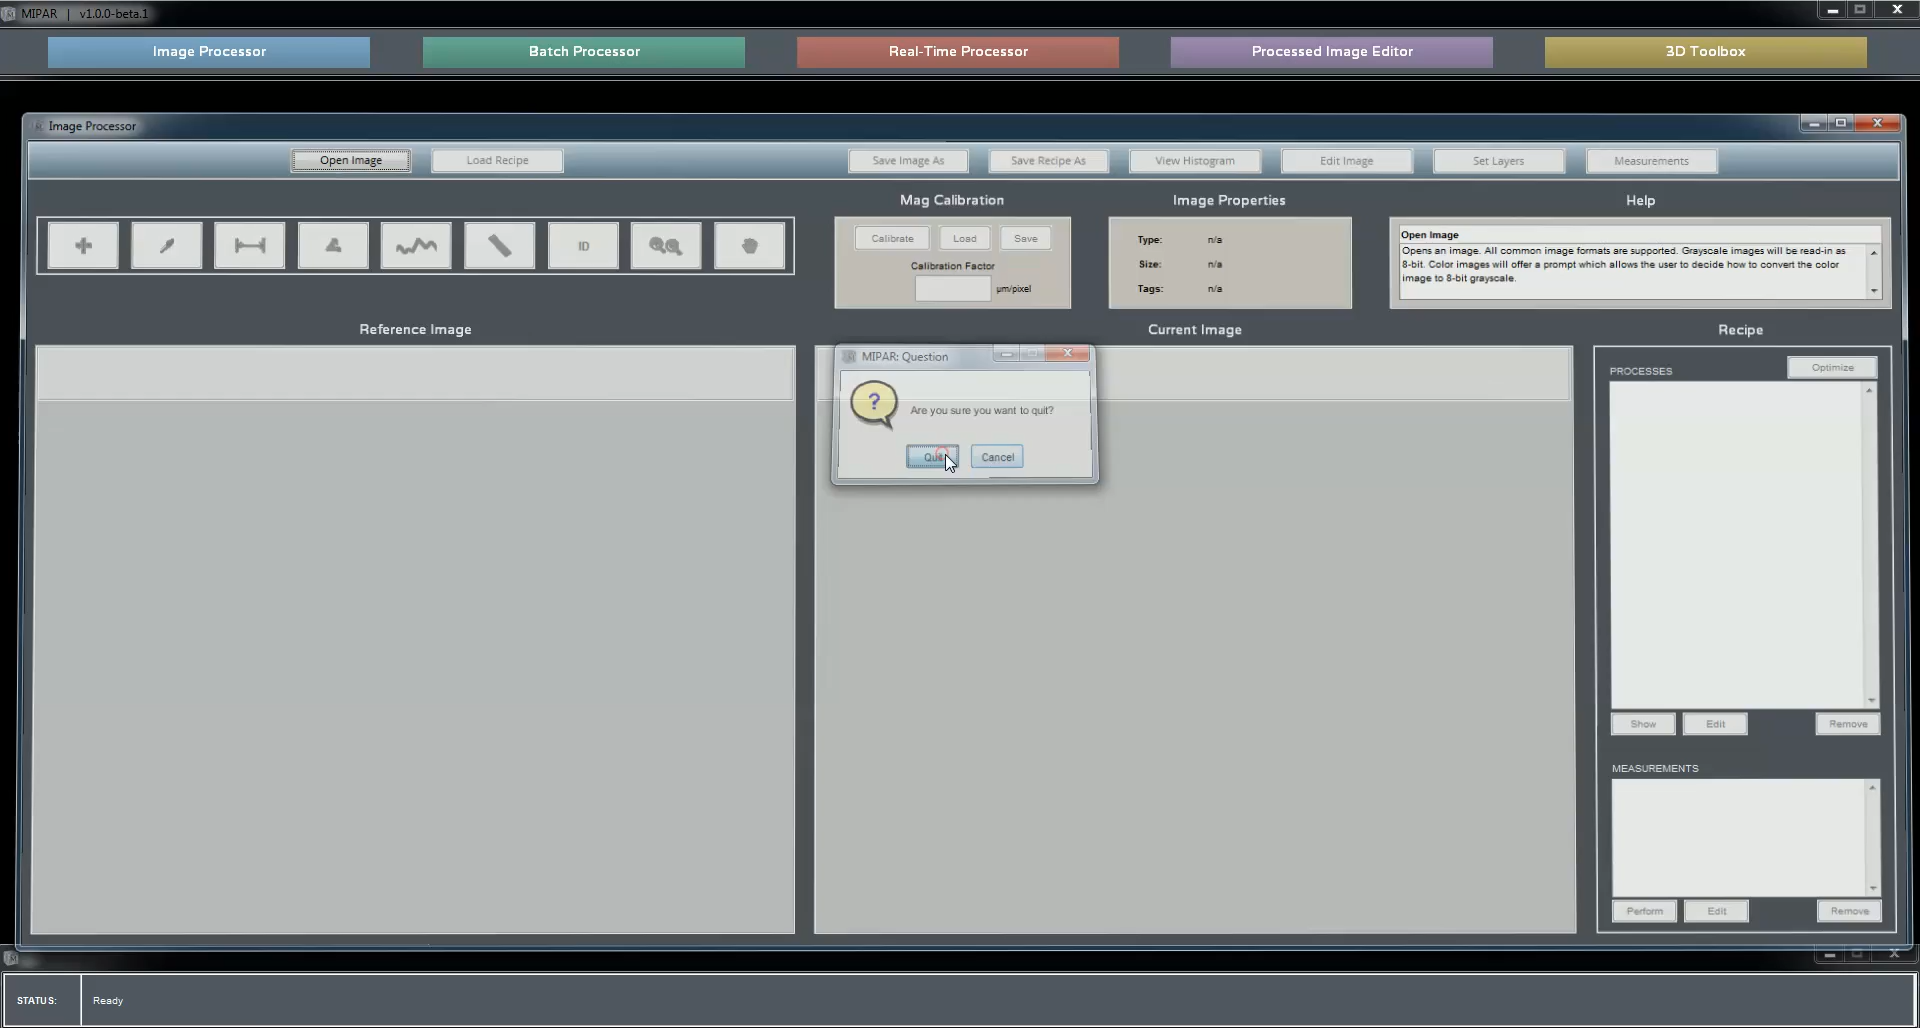 MIPAR | v1.0.0-beta.1
Image Processor
Batch Processor
Real-Time Processor
Processed Image Editor
3D Toolbox
Image Processor
Open Image
Load Recipe
Save Image As
Save Recipe As
View Histogram
Edit Image
Set Layers
Measurements
ID
Mag Calibration
Calibrate
Load
Save
Calibration Factor
µm/pixel
Image Properties
Type: n/a
Size: n/a
Tags: n/a
Help
Open Image
Opens an image. All common image formats are supported. Grayscale images will be read-in as
8-bit. Color images will offer a prompt which allows the user to decide how to convert the color
image to 8-bit grayscale.
Reference Image
Current Image
Recipe
MIPAR: Question
?
Are you sure you want to quit?
Quit
Cancel
PROCESSES
Optimize
Show
Edit
Remove
MEASUREMENTS
Perform
Edit
Remove
STATUS:
Ready